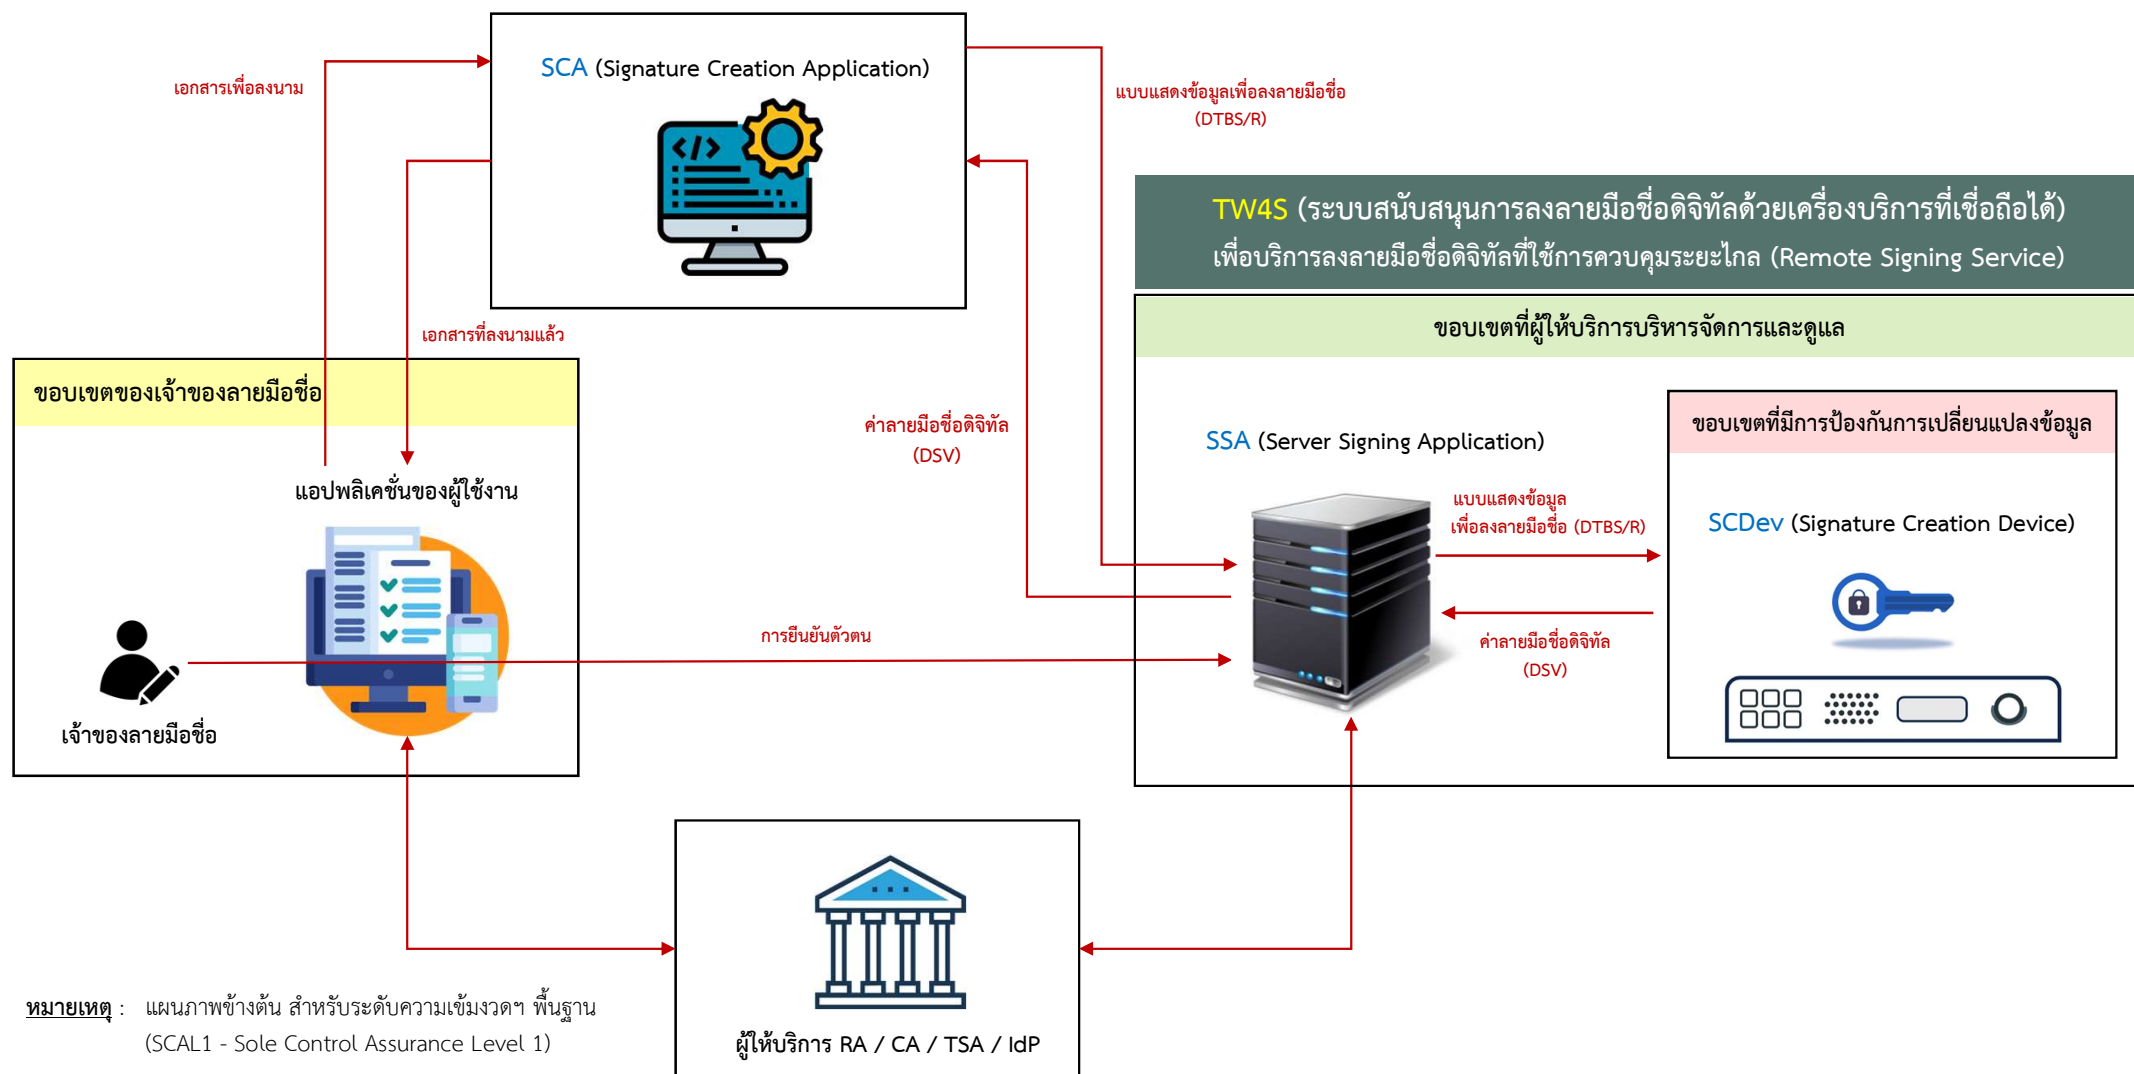 SCA (Signature Creation Application)
เอกสารเพื่อลงนาม
แบบแสดงข้อมูลเพื่อลงลายมือชื่อ
(DTBS/R)
TW4S (ระบบสนับสนุนการลงลายมือชื่อดิจิทัลด้วยเครื่องบริการที่เชื่อถือได้)
เพื่อบริการลงลายมือชื่อดิจิทัลที่ใช้การควบคุมระยะไกล (Remote Signing Service)
เอกสารที่ลงนามแล้ว
ขอบเขตที่ผู้ให้บริการบริหารจัดการและดูแล
ขอบเขตของเจ้าของลายมือชื่อ
ค่าลายมือชื่อดิจิทัล
(DSV)
SSA (Server Signing Application)
ขอบเขตที่มีการป้องกันการเปลี่ยนแปลงข้อมูล
แอปพลิเคชั่นของผู้ใช้งาน
แบบแสดงข้อมูล
เพื่อลงลายมือชื่อ (DTBS/R)
SCDev (Signature Creation Device)
การยืนยันตัวตน
ค่าลายมือชื่อดิจิทัล
(DSV)
เจ้าของลายมือชื่อ
หมายเหตุ : แผนภาพข้างต้น สำหรับระดับความเข้มงวดฯ พื้นฐาน
(SCAL1 - Sole Control Assurance Level 1)
ผู้ให้บริการ RA / CA / TSA / IdP